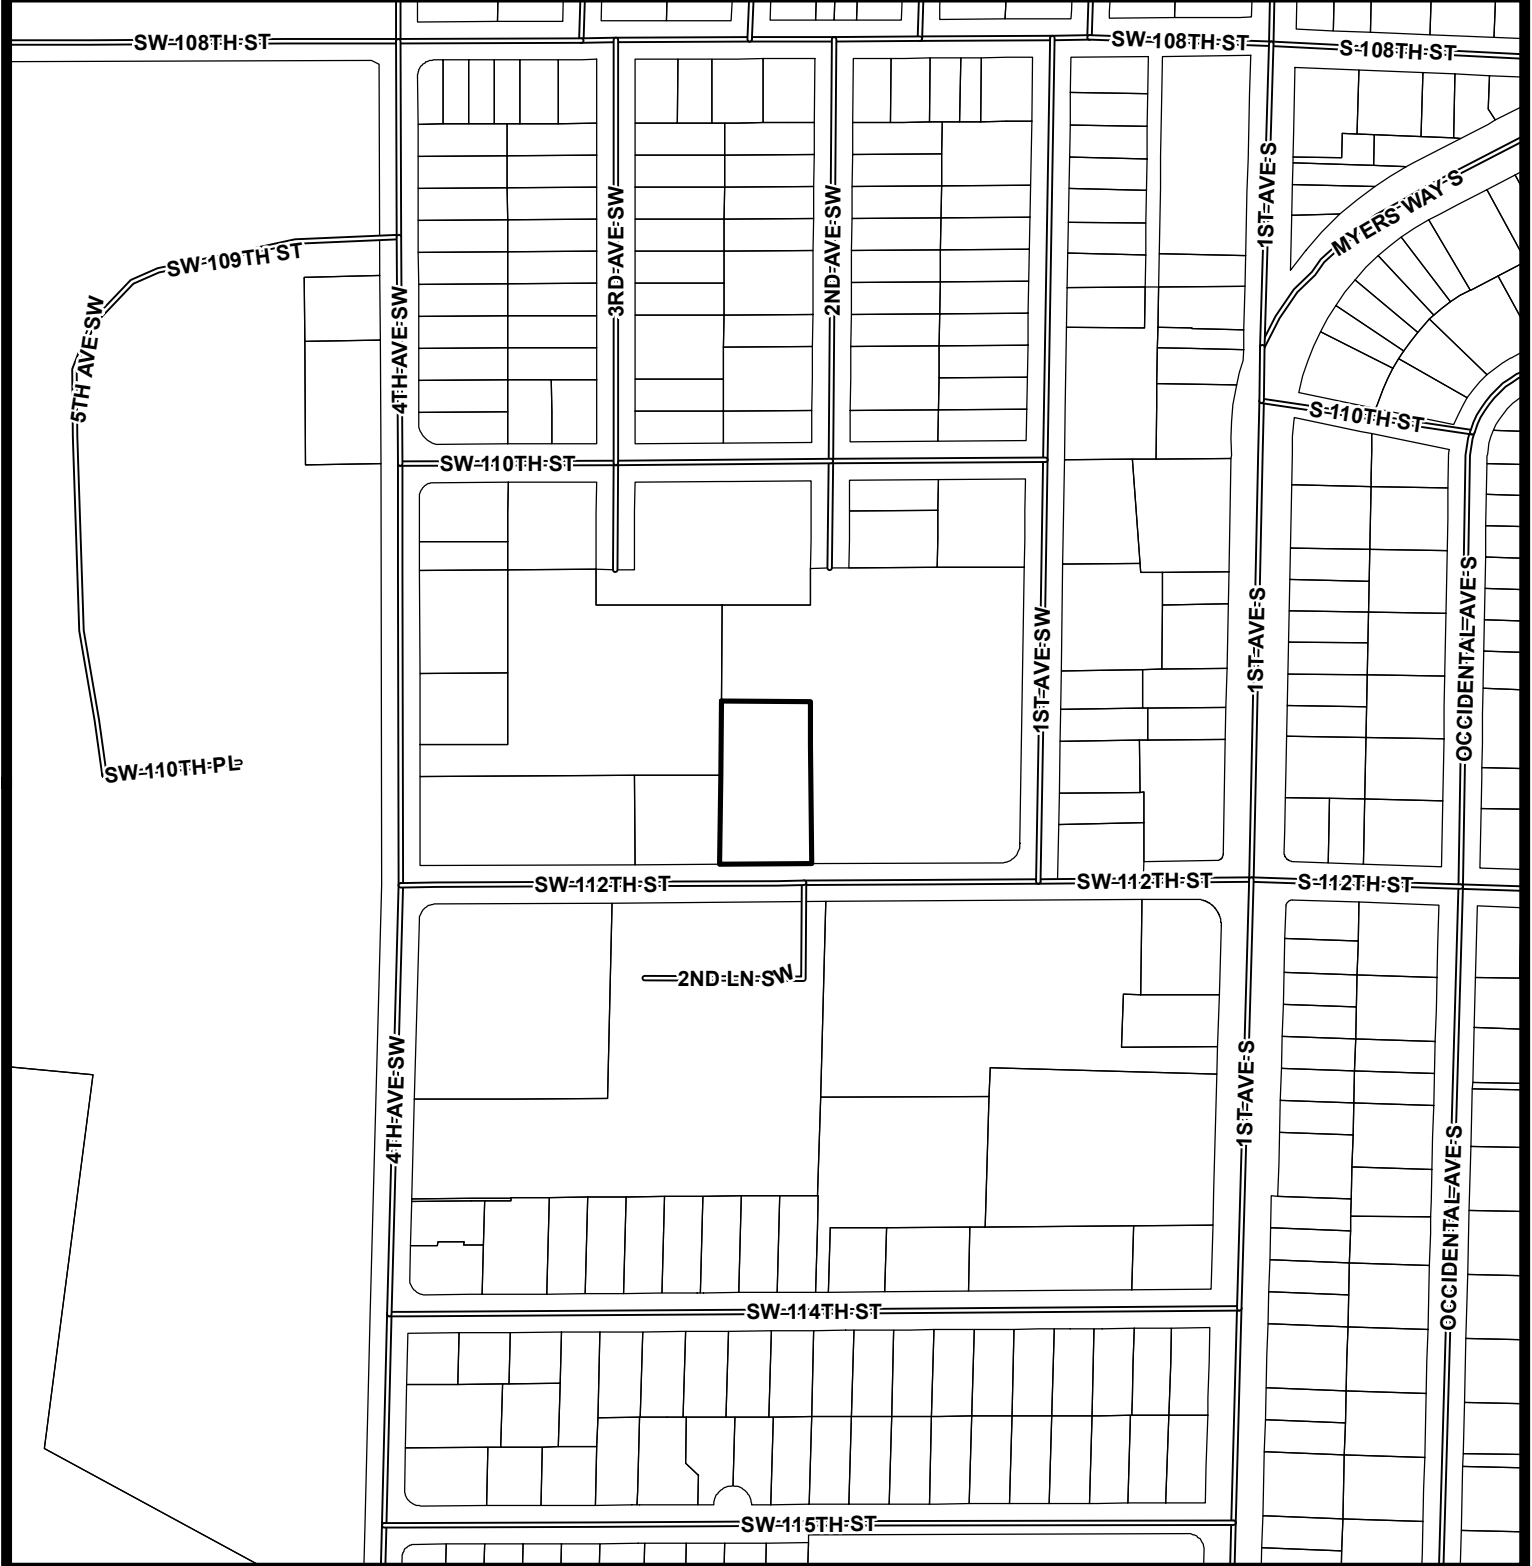 SW 108TH ST
SW 108TH ST
S 108TH ST
1ST AVE S
MYERS WAY S
3RD AVE SW
2ND AVE SW
SW 109TH ST
5TH AVE SW
4TH AVE SW
S 110TH ST
SW 110TH ST
1ST AVE SW
1ST AVE S
OCCIDENTAL AVE S
SW 110TH PL
SW 112TH ST
SW 112TH ST
S 112TH ST
2ND LN SW
4TH AVE SW
1ST AVE S
OCCIDENTAL AVE S
SW 114TH ST
SW 115TH ST